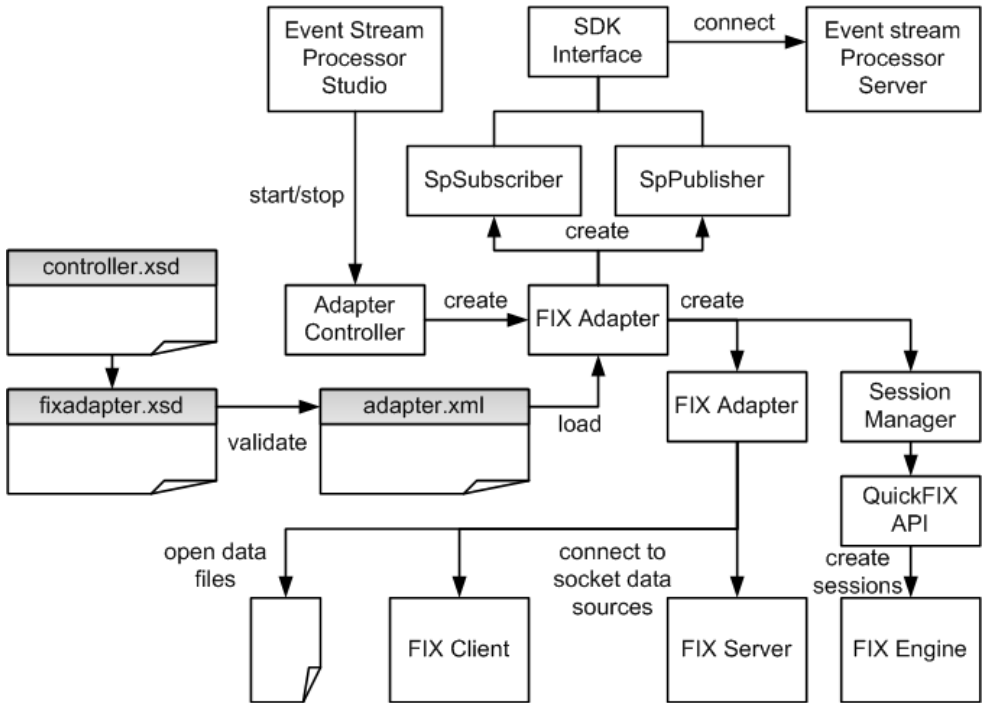 Event Stream
Processor
Studio
SDK
Interface
connect
Event stream
Processor
Server
SpSubscriber
SpPublisher
start/stop
create
controller.xsd
Adapter
Controller
create
FIX Adapter
create
fixadapter.xsd
validate
adapter.xml
load
FIX Adapter
Session
Manager
QuickFIX
API
open data
files
connect to
socket data
sources
create
sessions
FIX Client
FIX Server
FIX Engine